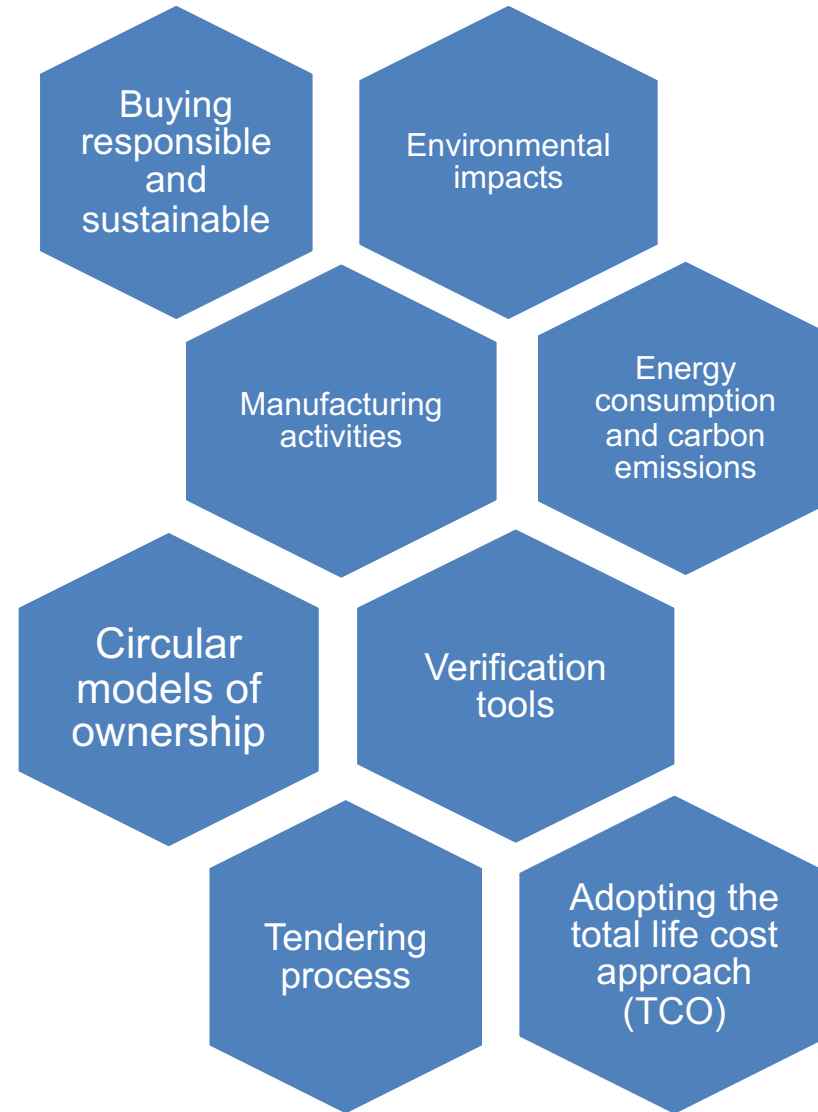 Buying
responsible
and
sustainable
Environmental
impacts
Manufacturing
activities
Energy
consumption
and carbon
emissions
Circular
models of
ownership
Verification
tools
Tendering
process
Adopting the
total life cost
approach
(TCO)